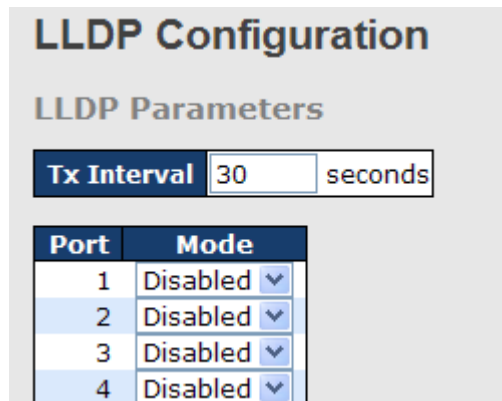 LLDP Configuration
LLDP Parameters
Tx Interval 30 seconds
Port Mode
1 Disabled
2 Disabled
3 Disabled
4 Disabled